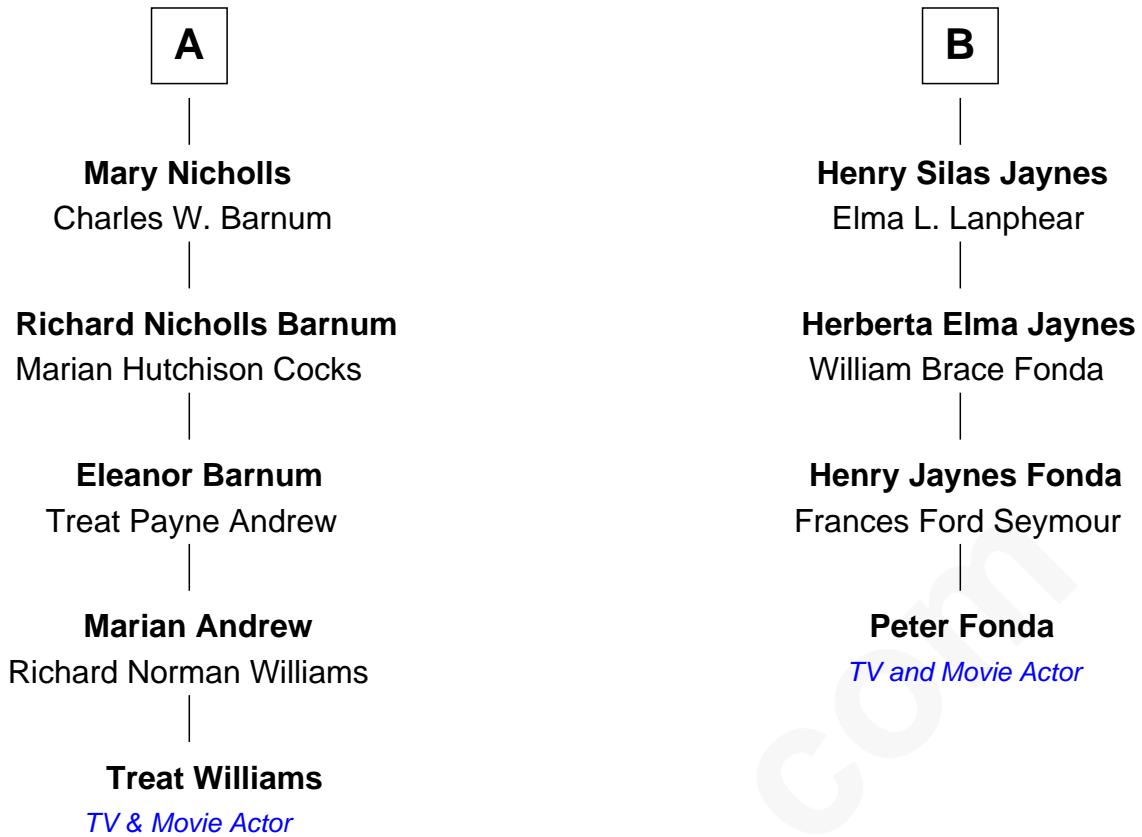 A
Mary Nicholls
Charles W. Barnum
Richard Nicholls Barnum
Marian Hutchison Cocks
Eleanor Barnum
Treat Payne Andrew
Marian Andrew
Richard Norman Williams
Treat Williams
TV & Movie Actor
B
Henry Silas Jaynes
Elma L. Lanphear
Herberta Elma Jaynes
William Brace Fonda
Henry Jaynes Fonda
Frances Ford Seymour
Peter Fonda
TV and Movie Actor
com